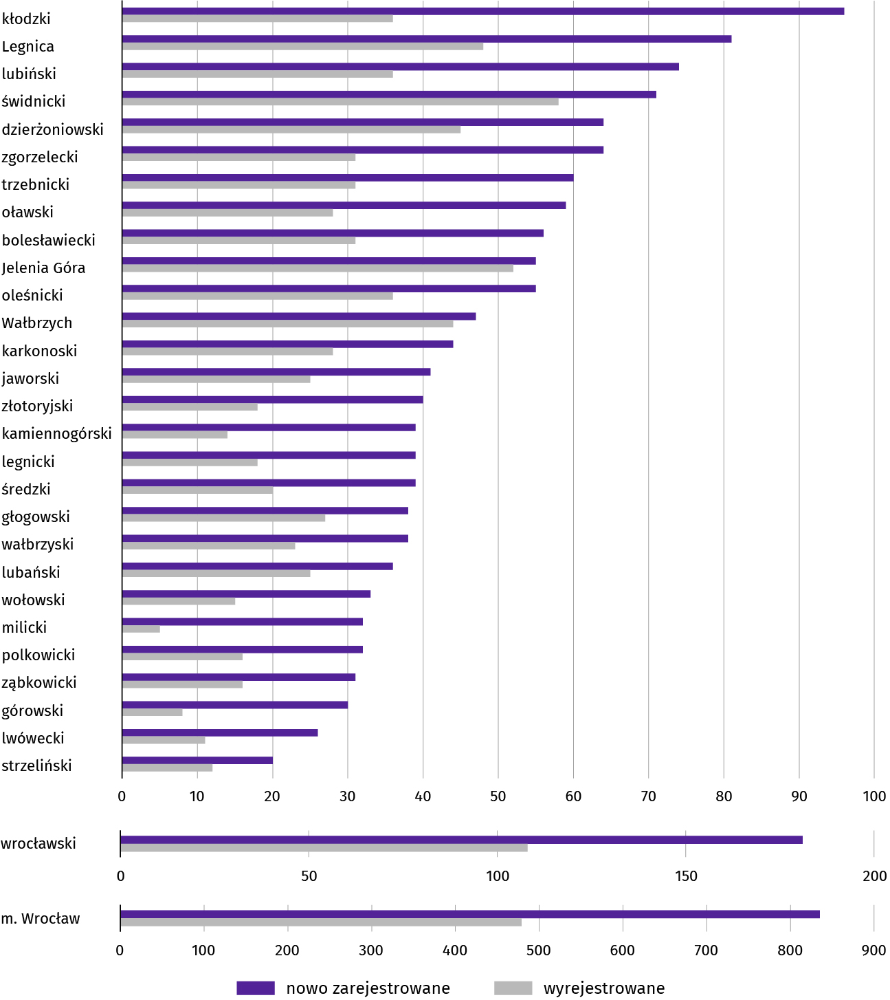 kłodzki
Legnica
lubiński
świdnicki
dzierżoniowski
zgorzelecki
trzebnicki
oławski
bolesławiecki
Jelenia Góra
oleśnicki
Wałbrzych
karkonoski
jaworski
złotoryjski
kamiennogórski
legnicki
średzki
głogowski
wałbrzyski
lubański
wołowski
milicki
polkowicki
ząbkowicki
górowski
lwówecki
strzeliński
0 10 20 30 40 50 60 70 80 90 100
wrocławski
0 50 100 150 200
m. Wrocław
0 100 200 300 400 500 600 700 800 900
nowo zarejestrowane wyrejestrowane